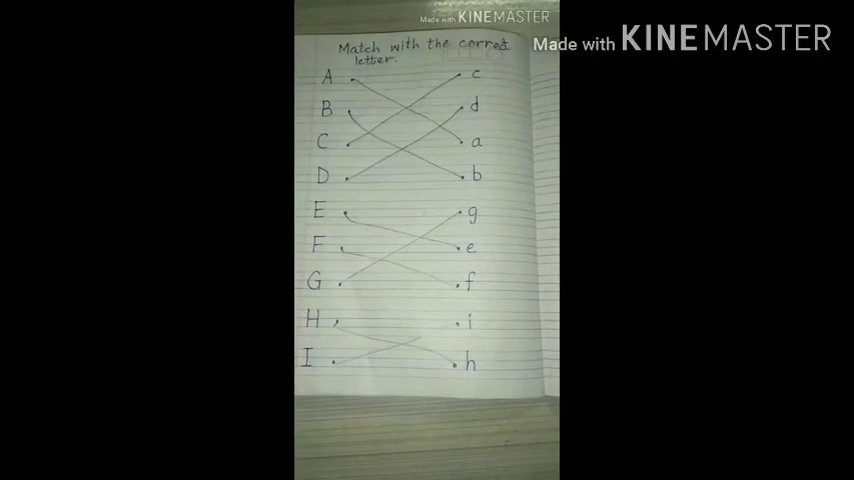 Made with KINEMASTER
Made with KINEMASTER
Match with the correct
letter.
A c
B d
C a
D b
E g
F e
G f
H i
I h